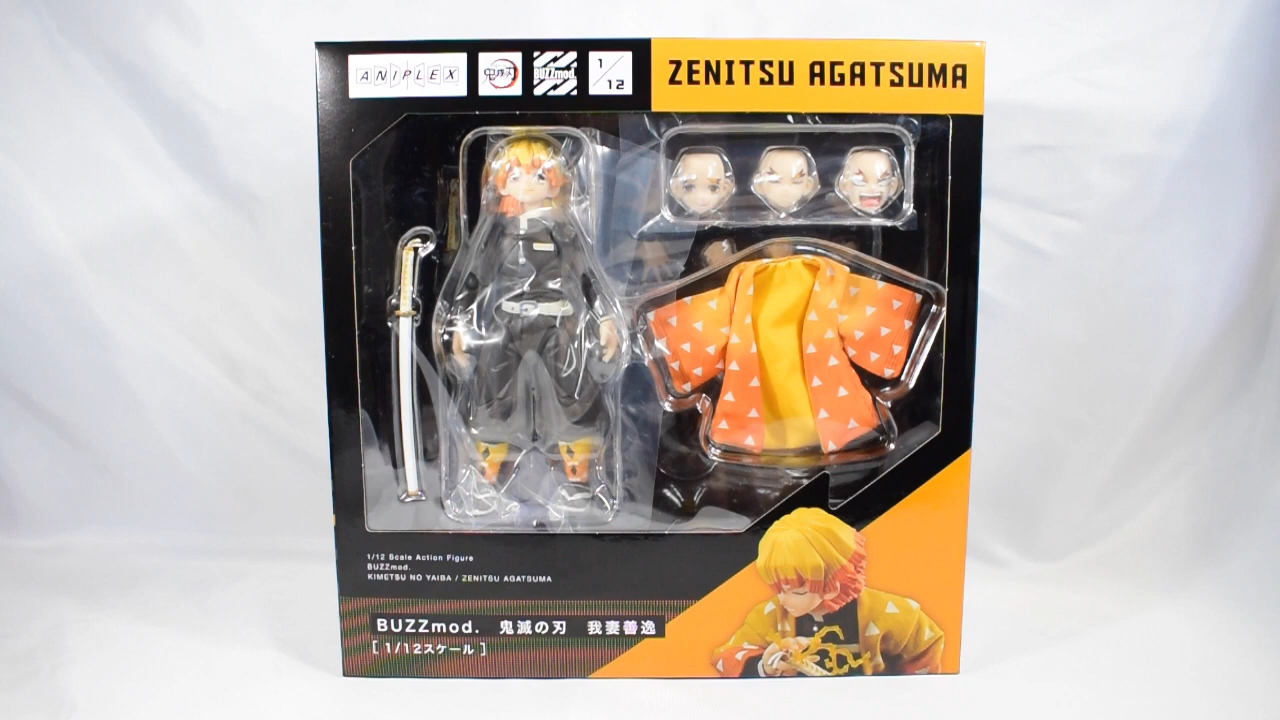 ANIPLEX
鬼滅の刃
BUZZmod.
1/12
ZENITSU AGATSUMA
1/12 Scale Action Figure
BUZZmod.
KIMETSU NO YAIBA / ZENITSU AGATSUMA
BUZZmod. 鬼滅の刃 我妻善逸
[ 1/12スケール ]